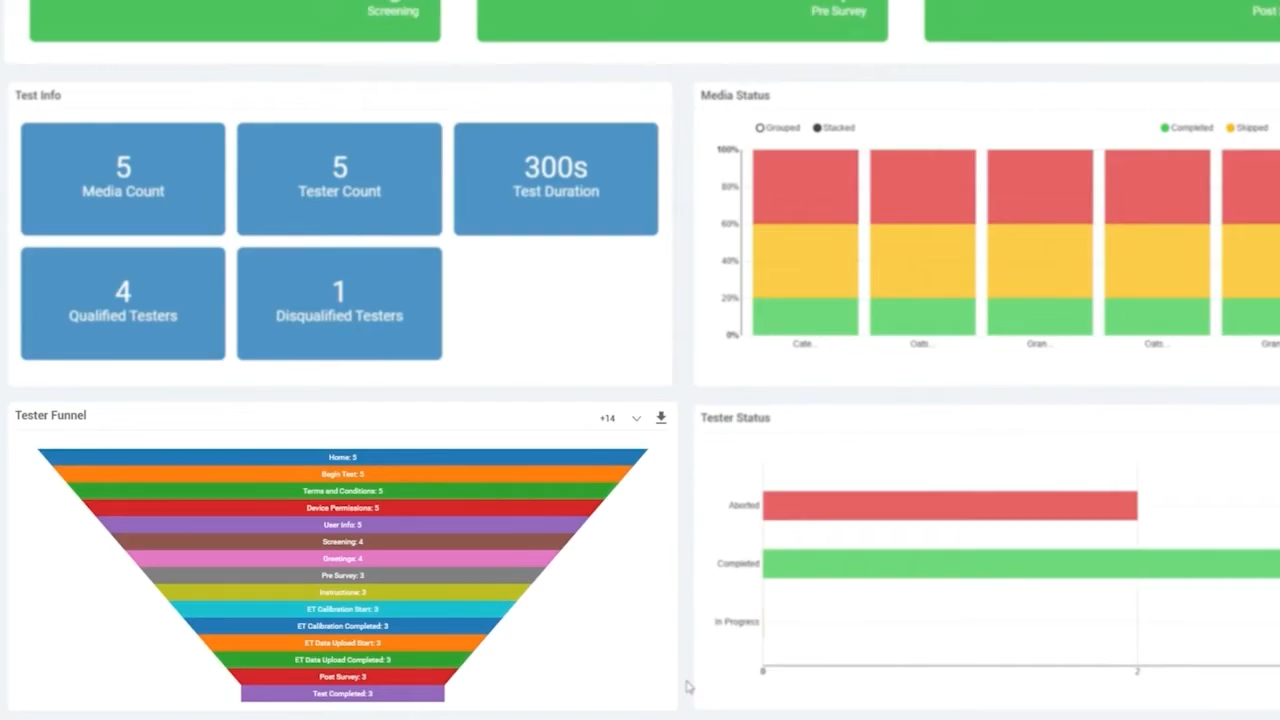 Screening
Pre Survey
Post
Test Info
5
Media Count
5
Tester Count
300s
Test Duration
4
Qualified Testers
1
Disqualified Testers
Media Status
Grouped
Stacked
Completed
Skipped
100%
80%
60%
40%
20%
0%
Cate...
Oats...
Gran...
Oats...
Gran
Tester Funnel
+14
Home: 5
Begin Test: 5
Terms and Conditions: 5
Device Permissions: 5
User Info: 5
Screening: 4
Greetings: 4
Pre Survey: 3
Instructions: 3
ET Calibration Start: 3
ET Calibration Completed: 3
ET Data Upload Start: 3
ET Data Upload Completed: 3
Post Survey: 3
Test Completed: 3
Tester Status
Aborted
Completed
In Progress
0
2